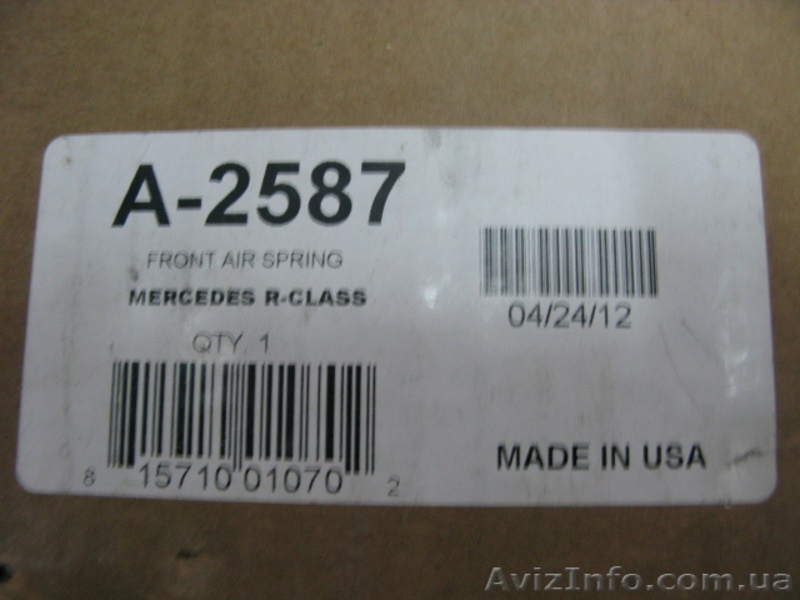 A-2587
FRONT AIR SPRING
MERCEDES R-CLASS
QTY. 1
8 15710 01070 2
04/24/12
MADE IN USA
AvizInfo.com.ua